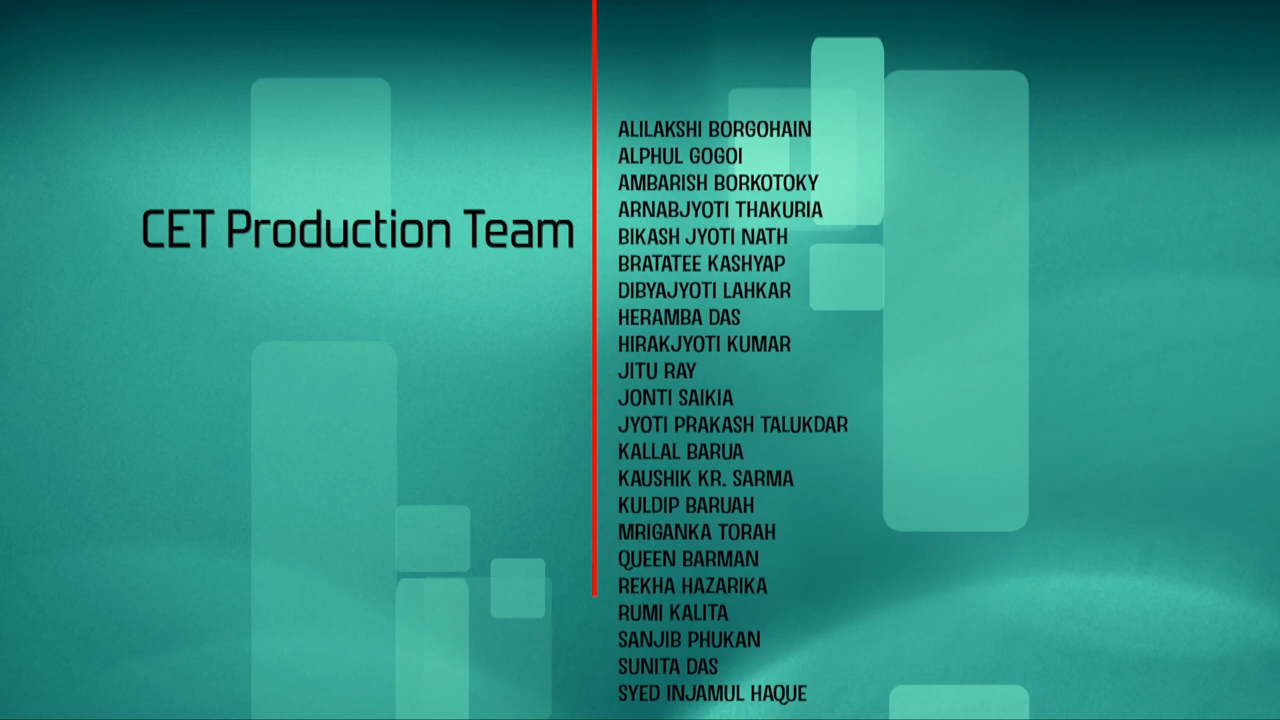 CET Production Team
ALILAKSHI BORGOHAIN
ALPHUL GOGOI
AMBARISH BORKOTOKY
ARNABJYOTI THAKURIA
BIKASH JYOTI NATH
BRATATEE KASHYAP
DIBYAJYOTI LAHKAR
HERAMBA DAS
HIRAKJYOTI KUMAR
JITU RAY
JONTI SAIKIA
JYOTI PRAKASH TALUKDAR
KALLAL BARUA
KAUSHIK KR. SARMA
KULDIP BARUAH
MRIGANKA TORAH
QUEEN BARMAN
REKHA HAZARIKA
RUMI KALITA
SANJIB PHUKAN
SUNITA DAS
SYED INJAMUL HAQUE